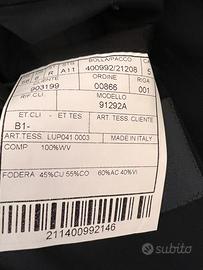 BOLLA/PACCO
R A11 400992/21208 5
ORDINE RIGA
903199 00866 001
RIF.CLI MODELLO
91292A
ET.CLI - ET TES ART.TESS.CLIENTE
B1-
ART.TESS. LUP041 0003 MADE IN ITALY
COMP. 100%WV
FODERA 45%CU 55%CO 60%AC 40%VI
211400992146
subito